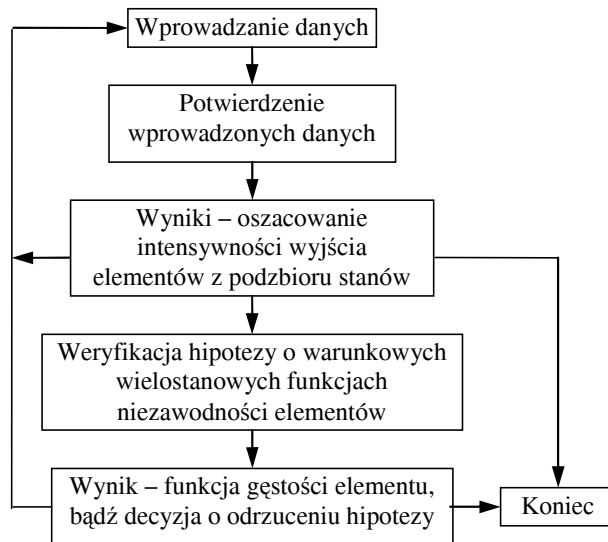 Wprowadzanie danych
Potwierdzenie
wprowadzonych danych
Wyniki – oszacowanie
intensywności wyjścia
elementów z podzbioru stanów
Weryfikacja hipotezy o warunkowych
wielostanowych funkcjach
niezawodności elementów
Wynik – funkcja gęstości elementu,
bądź decyzja o odrzuceniu hipotezy
Koniec